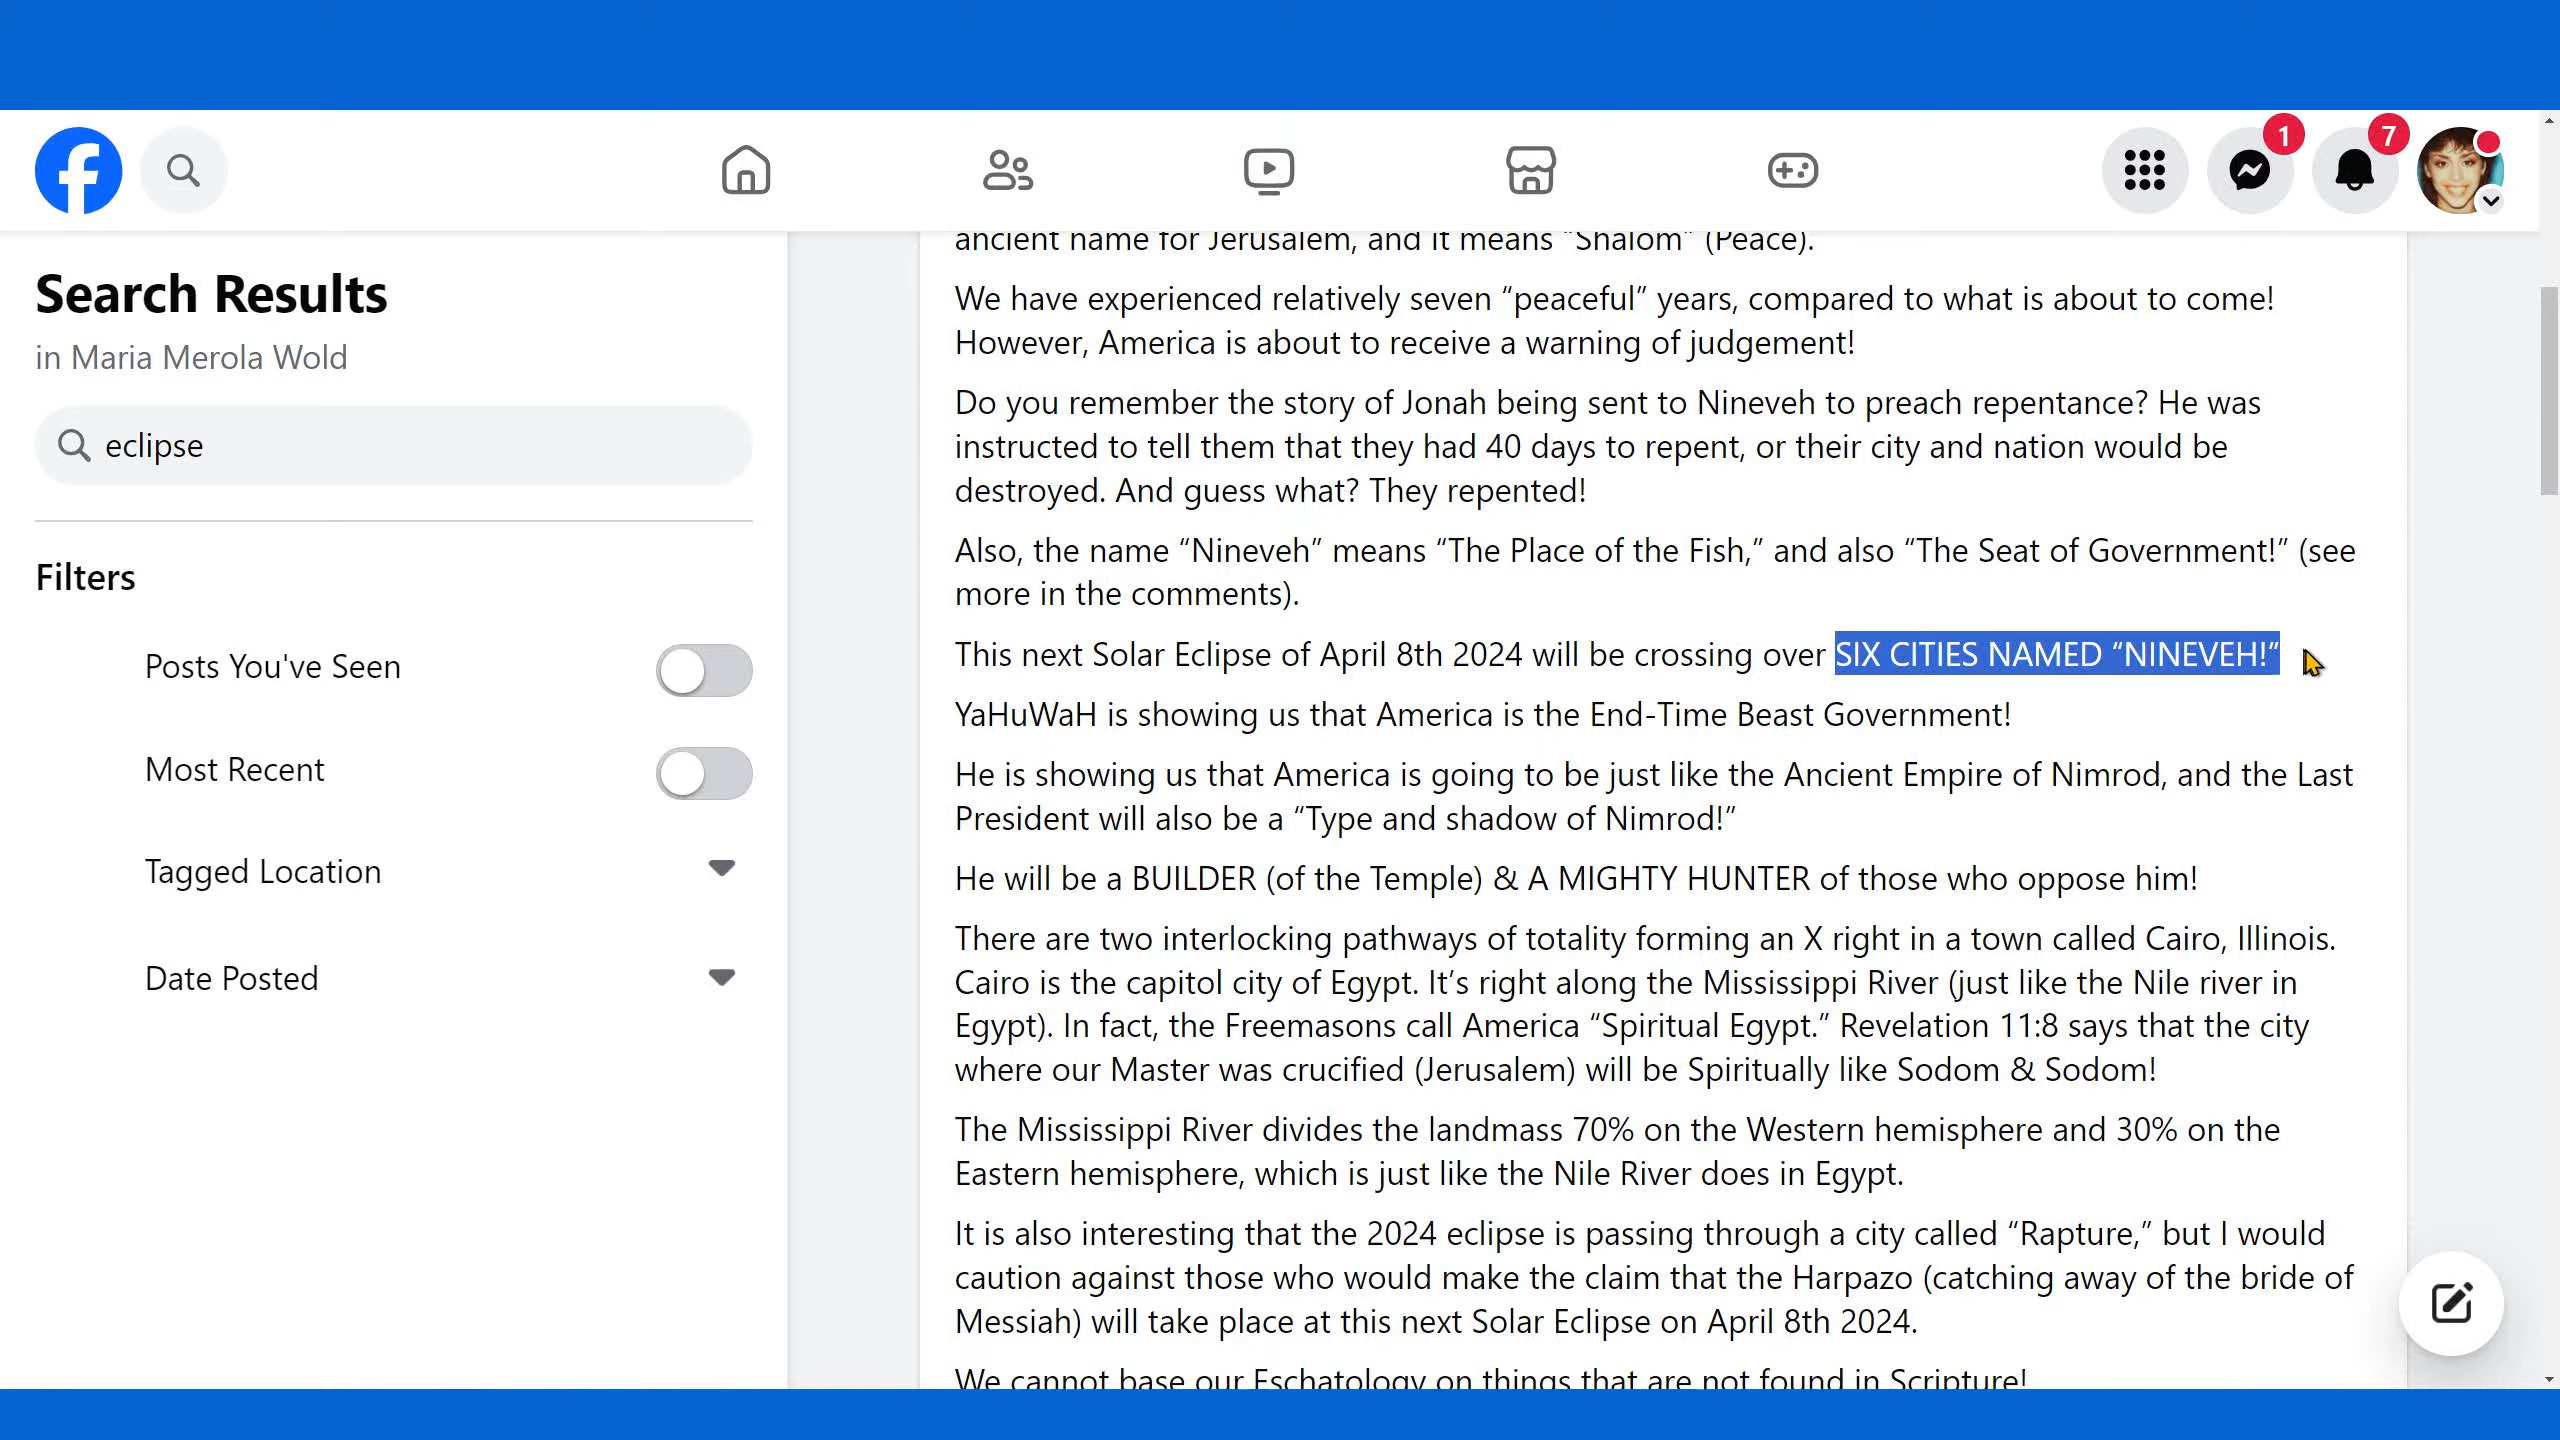 1
7
Search Results
in Maria Merola Wold
eclipse
Filters
Posts You've Seen
Most Recent
Tagged Location
Date Posted
ancient name for Jerusalem, and it means “Shalom” (Peace).
We have experienced relatively seven “peaceful” years, compared to what is about to come!
However, America is about to receive a warning of judgement!
Do you remember the story of Jonah being sent to Nineveh to preach repentance? He was
instructed to tell them that they had 40 days to repent, or their city and nation would be
destroyed. And guess what? They repented!
Also, the name “Nineveh” means “The Place of the Fish,” and also “The Seat of Government!” (see
more in the comments).
This next Solar Eclipse of April 8th 2024 will be crossing over SIX CITIES NAMED “NINEVEH!”
YaHuWaH is showing us that America is the End-Time Beast Government!
He is showing us that America is going to be just like the Ancient Empire of Nimrod, and the Last
President will also be a “Type and shadow of Nimrod!”
He will be a BUILDER (of the Temple) & A MIGHTY HUNTER of those who oppose him!
There are two interlocking pathways of totality forming an X right in a town called Cairo, Illinois.
Cairo is the capitol city of Egypt. It’s right along the Mississippi River (just like the Nile river in
Egypt). In fact, the Freemasons call America “Spiritual Egypt.” Revelation 11:8 says that the city
where our Master was crucified (Jerusalem) will be Spiritually like Sodom & Sodom!
The Mississippi River divides the landmass 70% on the Western hemisphere and 30% on the
Eastern hemisphere, which is just like the Nile River does in Egypt.
It is also interesting that the 2024 eclipse is passing through a city called “Rapture,” but I would
caution against those who would make the claim that the Harpazo (catching away of the bride of
Messiah) will take place at this next Solar Eclipse on April 8th 2024.
We cannot base our Eschatology on things that are not found in Scripture!